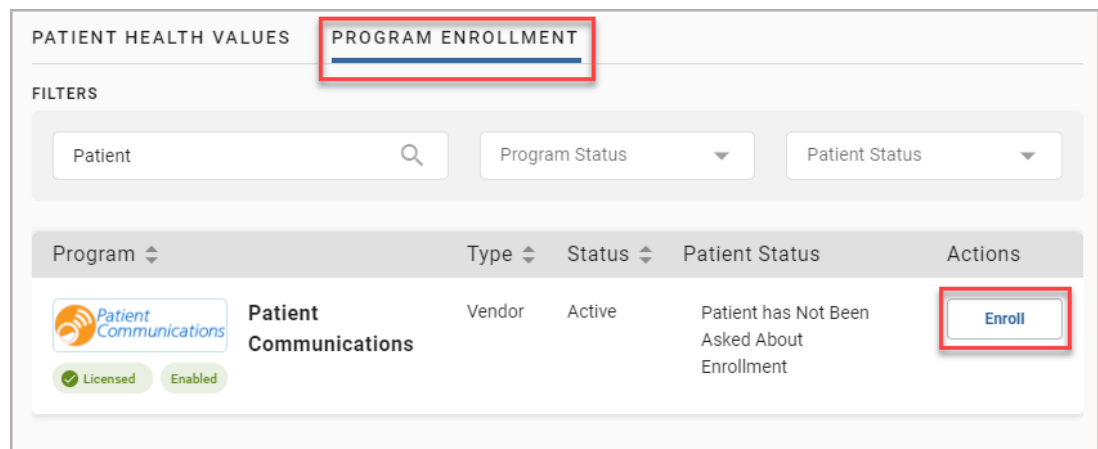 PATIENT HEALTH VALUES PROGRAM ENROLLMENT
FILTERS
Patient Program Status Patient Status
Program Type Status Patient Status Actions
Patient
Communications
Licensed Enabled
Patient
Communications
Vendor Active
Patient has Not Been
Asked About
Enrollment
Enroll